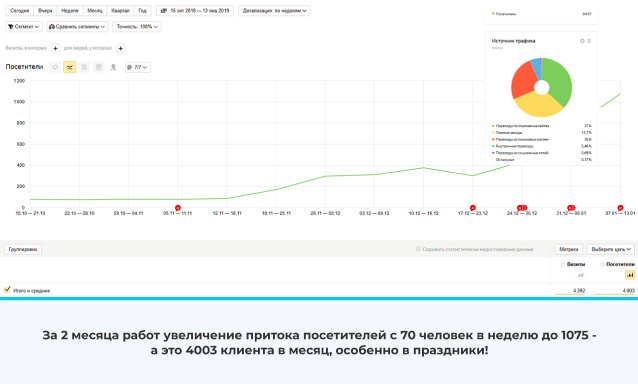 Сегодня Вчера Неделя Месяц Квартал Год 15 окт 2018 — 13 янв 2019 Детализация: по неделям
Сегмент Сравнить сегменты Точность: 100%
Визиты, в которых + для людей, у которых +
Посетители 7/7
1200
1000
800
600
400
200
0
15.10 — 21.10 22.10 — 28.10 29.10 — 04.11 05.11 — 11.11 12.11 — 18.11 19.11 — 25.11 26.11 — 02.12 03.12 — 09.12 10.12 — 16.12 17.12 — 23.12 24.12 — 30.12 31.12 — 06.01 07.01 — 13.01
Посетители
Источник трафика
Визиты
Переходы по ссылкам на сайтах 37%
Прямые заходы 31,7%
Переходы из поисковых систем 25%
Внутренние переходы 5,48%
Переходы из социальных сетей 0,69%
Остальные 0,17%
Группировки Скрывать статистически недостоверные данные Метрики Выберите цель
Визиты Посетители
Итого и средние 4 392 4 003
За 2 месяца работ увеличение притока посетителей с 70 человек в неделю до 1075 -
а это 4003 клиента в месяц, особенно в праздники!